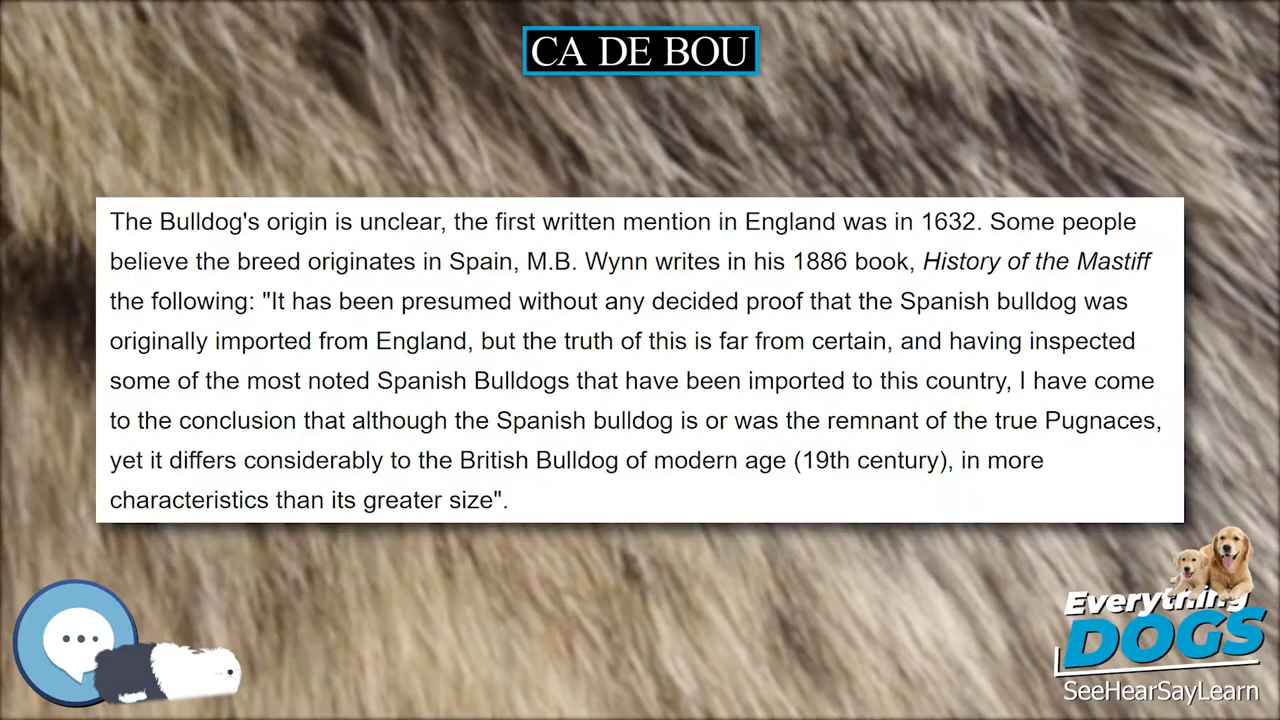 CA DE BOU
The Bulldog's origin is unclear, the first written mention in England was in 1632. Some people
believe the breed originates in Spain, M.B. Wynn writes in his 1886 book, History of the Mastiff
the following: "It has been presumed without any decided proof that the Spanish bulldog was
originally imported from England, but the truth of this is far from certain, and having inspected
some of the most noted Spanish Bulldogs that have been imported to this country, I have come
to the conclusion that although the Spanish bulldog is or was the remnant of the true Pugnaces,
yet it differs considerably to the British Bulldog of modern age (19th century), in more
characteristics than its greater size".
Everything
DOGS
SeeHearSayLearn